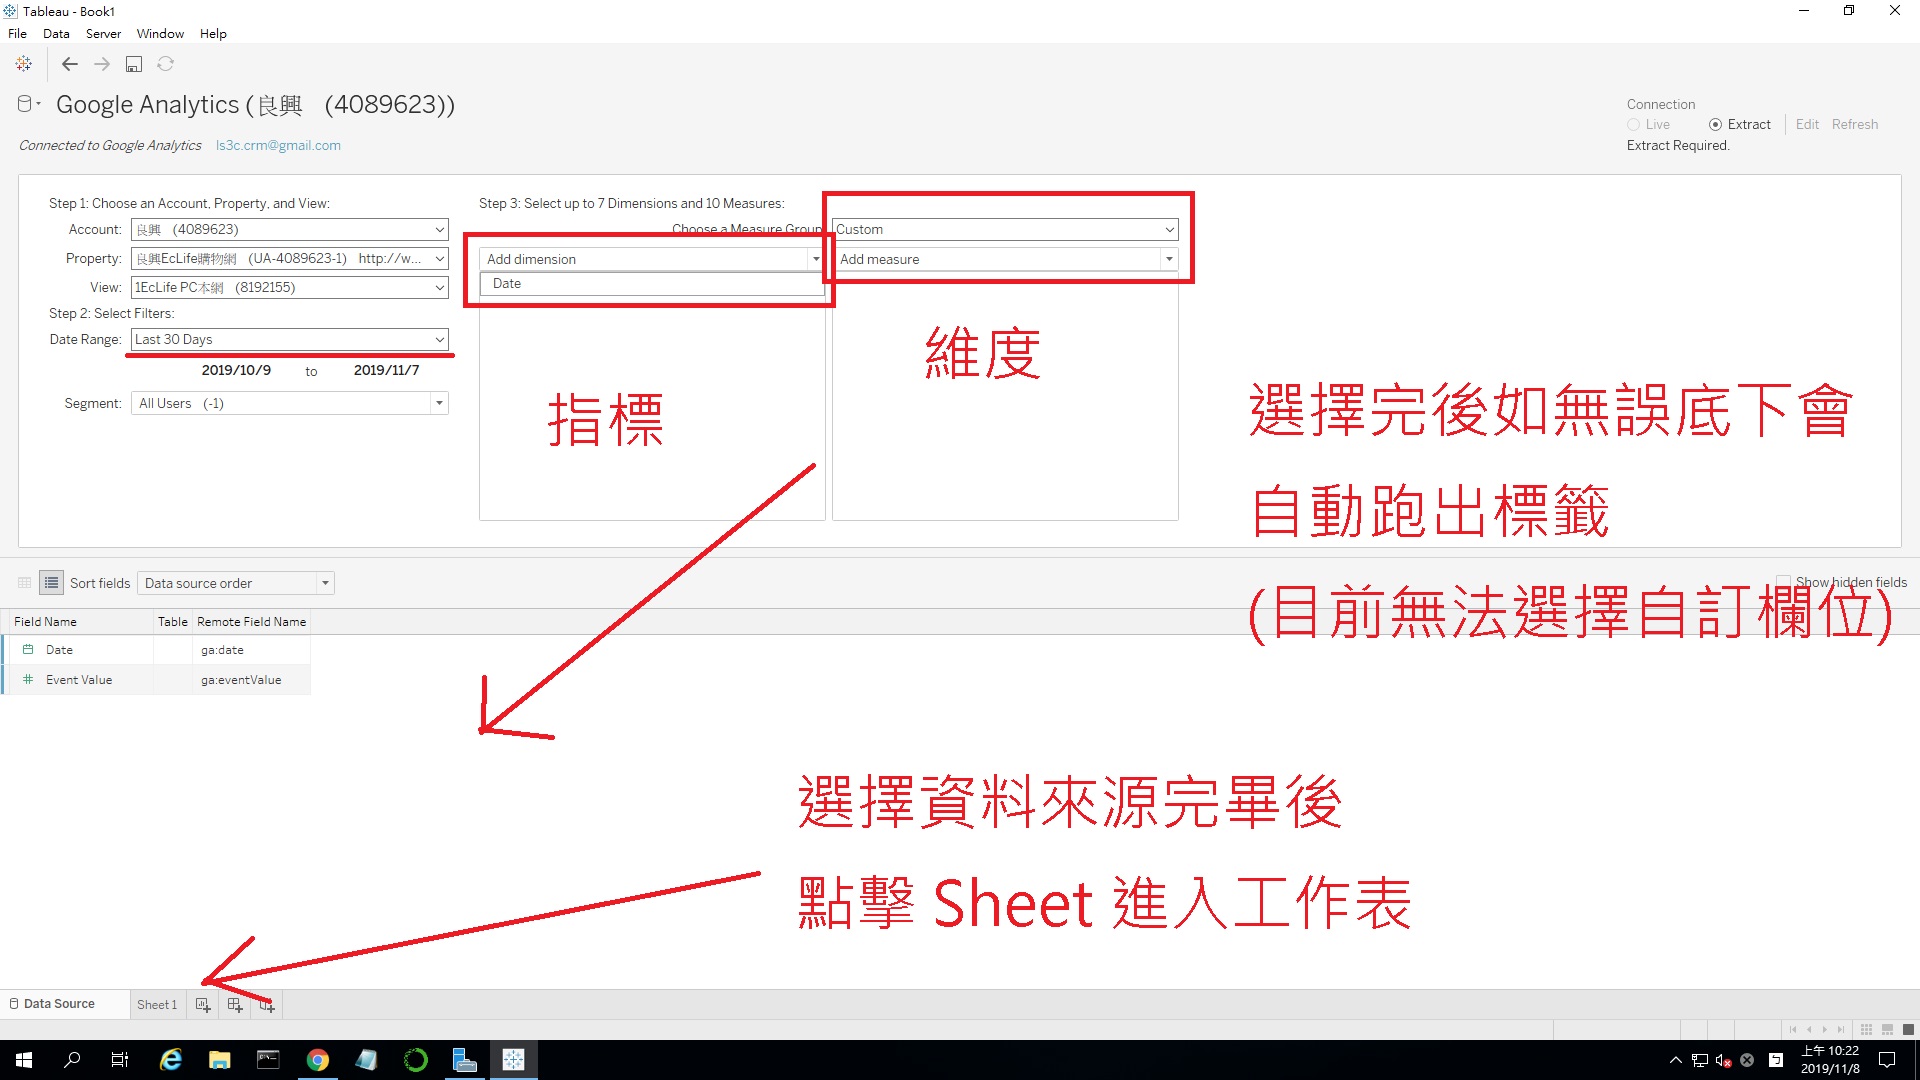 Tableau - Book1
File Data Server Window Help
Google Analytics (良興 (4089623))
Connected to Google Analytics ls3c.crm@gmail.com
Connection
Live Extract Edit Refresh
Extract Required.
Step 1: Choose an Account, Property, and View:
Account: 良興 (4089623)
Property: 良興EcLife購物網 (UA-4089623-1) http://w...
View: 1EcLife PC本網 (8192155)
Step 2: Select Filters:
Date Range: Last 30 Days
2019/10/9 to 2019/11/7
Segment: All Users (-1)
Step 3: Select up to 7 Dimensions and 10 Measures:
Choose a Measure Group
Custom
Add dimension
Add measure
Date
指標
維度
選擇完後如無誤底下會
自動跑出標籤
(目前無法選擇自訂欄位)
Sort fields Data source order
Show hidden fields
Field Name Table Remote Field Name
Date ga:date
Event Value ga:eventValue
選擇資料來源完畢後
點擊 Sheet 進入工作表
Data Source Sheet 1
上午 10:22
2019/11/8